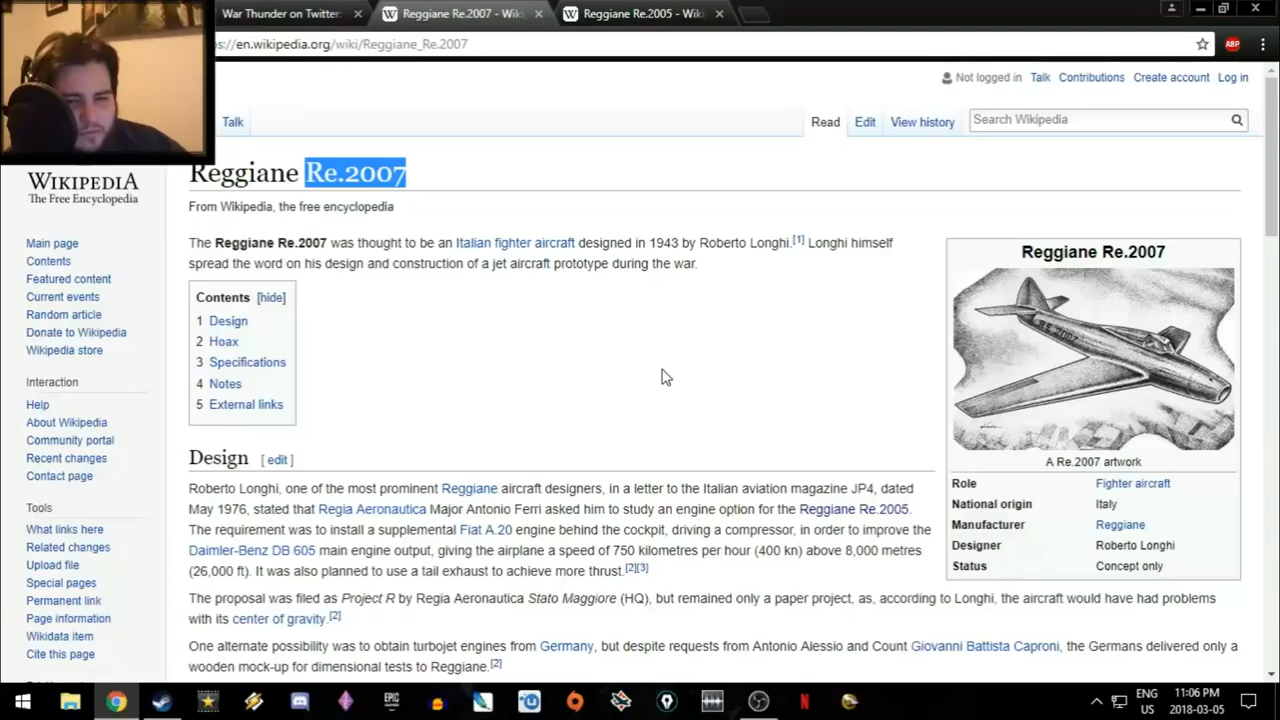 War Thunder on Twitter:
Reggiane Re.2007 - Wiki
Reggiane Re.2005 - Wiki
s://en.wikipedia.org/wiki/Reggiane_Re.2007
ABP
Not logged in Talk Contributions Create account Log in
Talk
Read Edit View history
Search Wikipedia
WIKIPEDIA
The Free Encyclopedia
Main page
Contents
Featured content
Current events
Random article
Donate to Wikipedia
Wikipedia store
Interaction
Help
About Wikipedia
Community portal
Recent changes
Contact page
Tools
What links here
Related changes
Upload file
Special pages
Permanent link
Page information
Wikidata item
Cite this page
Reggiane Re.2007
From Wikipedia, the free encyclopedia
The Reggiane Re.2007 was thought to be an Italian fighter aircraft designed in 1943 by Roberto Longhi.[1] Longhi himself
spread the word on his design and construction of a jet aircraft prototype during the war.
Contents [hide]
1 Design
2 Hoax
3 Specifications
4 Notes
5 External links
Design [ edit ]
Roberto Longhi, one of the most prominent Reggiane aircraft designers, in a letter to the Italian aviation magazine JP4, dated
May 1976, stated that Regia Aeronautica Major Antonio Ferri asked him to study an engine option for the Reggiane Re.2005.
The requirement was to install a supplemental Fiat A.20 engine behind the cockpit, driving a compressor, in order to improve the
Daimler-Benz DB 605 main engine output, giving the airplane a speed of 750 kilometres per hour (400 kn) above 8,000 metres
(26,000 ft). It was also planned to use a tail exhaust to achieve more thrust.[2][3]
The proposal was filed as Project R by Regia Aeronautica Stato Maggiore (HQ), but remained only a paper project, as, according to Longhi, the aircraft would have had problems
with its center of gravity.[2]
One alternate possibility was to obtain turbojet engines from Germany, but despite requests from Antonio Alessio and Count Giovanni Battista Caproni, the Germans delivered only a
wooden mock-up for dimensional tests to Reggiane.[2]
Reggiane Re.2007
RE 2007
A Re.2007 artwork
Role Fighter aircraft
National origin Italy
Manufacturer Reggiane
Designer Roberto Longhi
Status Concept only
EPIC
GAMES
ENG
US
11:06 PM
2018-03-05